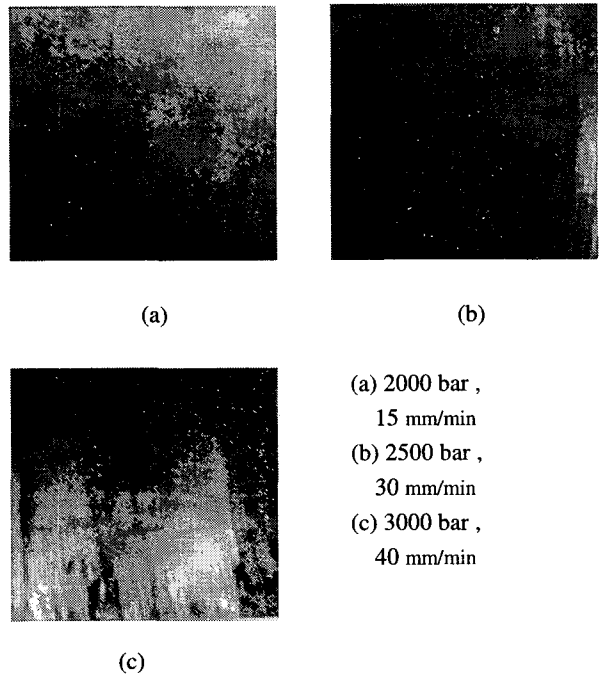 (a)
(b)
(a) 2000 bar ,
15 mm/min
(b) 2500 bar ,
30 mm/min
(c) 3000 bar ,
40 mm/min
(c)